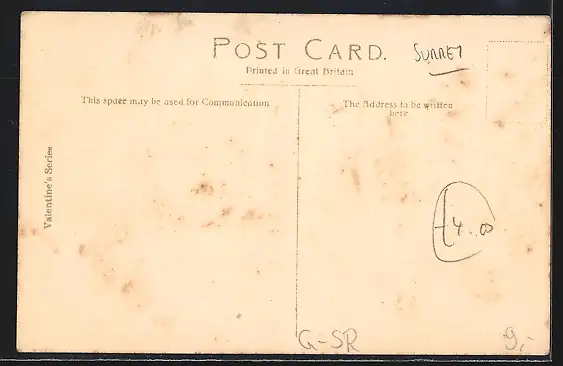 POST CARD.
SURREY
Printed in Great Britain
This space may be used for Communication
The Address to be written
here
Valentine's Series
£4.00
G-SR
9,-